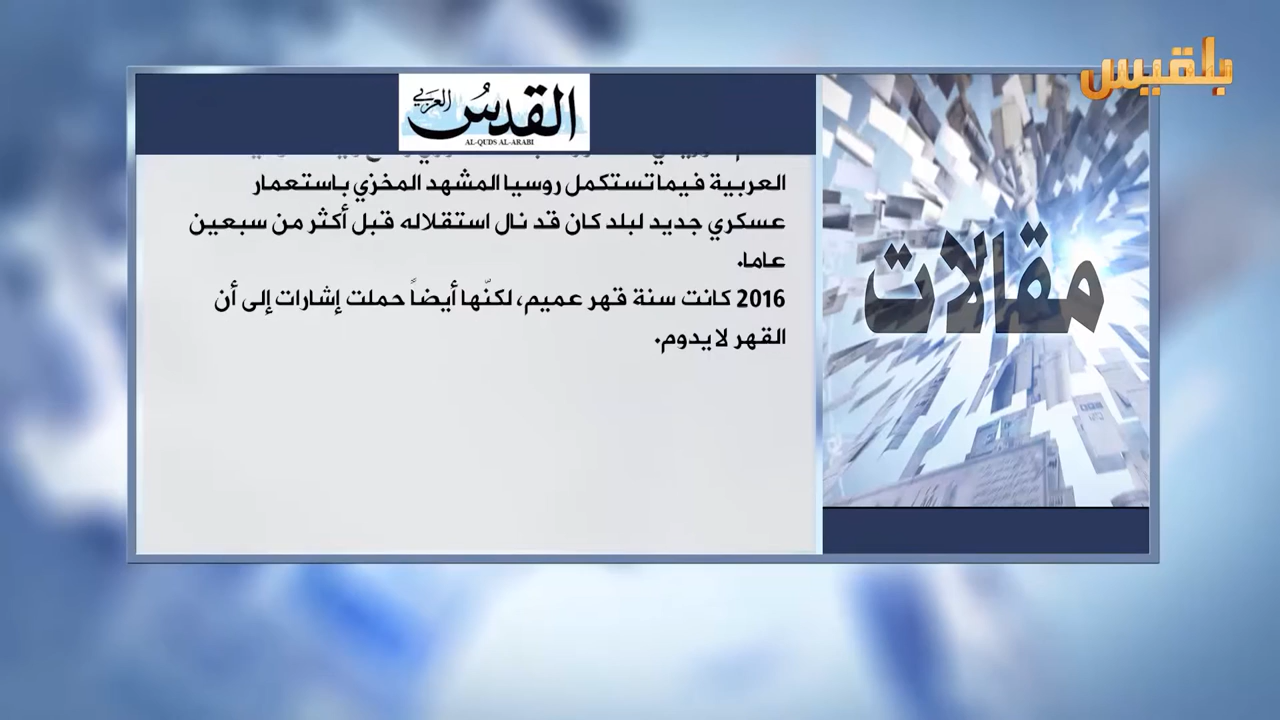 بلقيس
القدس العربي
AL-QUDS AL-ARABI
العربية فيما تستكمل روسيا المشهد المخزي باستعمار
عسكري جديد لبلد كان قد نال استقلاله قبل أكثر من سبعين
عاما.
2016 كانت سنة قهر عميم، لكنّها أيضاً حملت إشارات إلى أن
القهر لا يدوم.
مقالات